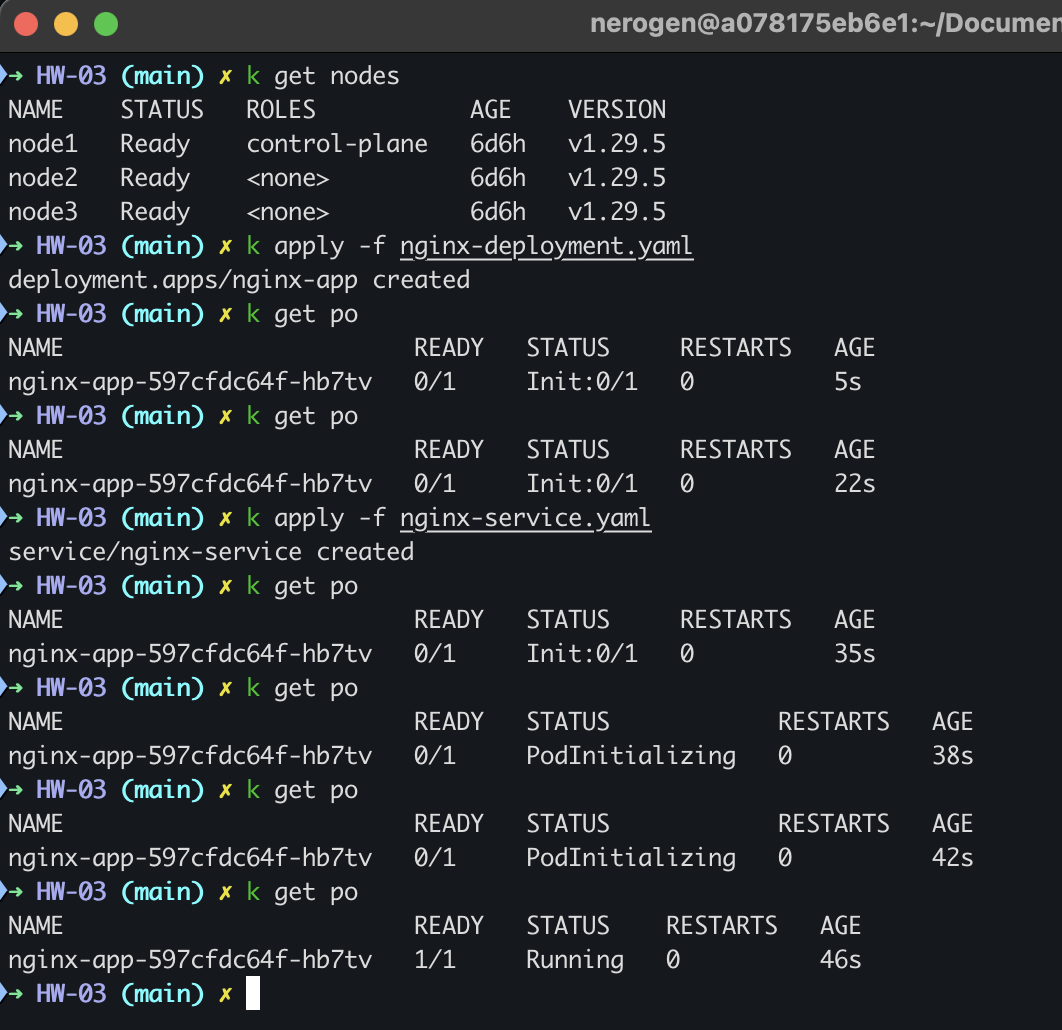 nerogen@a078175eb6e1:~/Documen
➜ HW-03 (main) ✗ k get nodes
NAME STATUS ROLES AGE VERSION
node1 Ready control-plane 6d6h v1.29.5
node2 Ready <none> 6d6h v1.29.5
node3 Ready <none> 6d6h v1.29.5
➜ HW-03 (main) ✗ k apply -f nginx-deployment.yaml
deployment.apps/nginx-app created
➜ HW-03 (main) ✗ k get po
NAME READY STATUS RESTARTS AGE
nginx-app-597cfdc64f-hb7tv 0/1 Init:0/1 0 5s
➜ HW-03 (main) ✗ k get po
NAME READY STATUS RESTARTS AGE
nginx-app-597cfdc64f-hb7tv 0/1 Init:0/1 0 22s
➜ HW-03 (main) ✗ k apply -f nginx-service.yaml
service/nginx-service created
➜ HW-03 (main) ✗ k get po
NAME READY STATUS RESTARTS AGE
nginx-app-597cfdc64f-hb7tv 0/1 Init:0/1 0 35s
➜ HW-03 (main) ✗ k get po
NAME READY STATUS RESTARTS AGE
nginx-app-597cfdc64f-hb7tv 0/1 PodInitializing 0 38s
➜ HW-03 (main) ✗ k get po
NAME READY STATUS RESTARTS AGE
nginx-app-597cfdc64f-hb7tv 0/1 PodInitializing 0 42s
➜ HW-03 (main) ✗ k get po
NAME READY STATUS RESTARTS AGE
nginx-app-597cfdc64f-hb7tv 1/1 Running 0 46s
➜ HW-03 (main) ✗